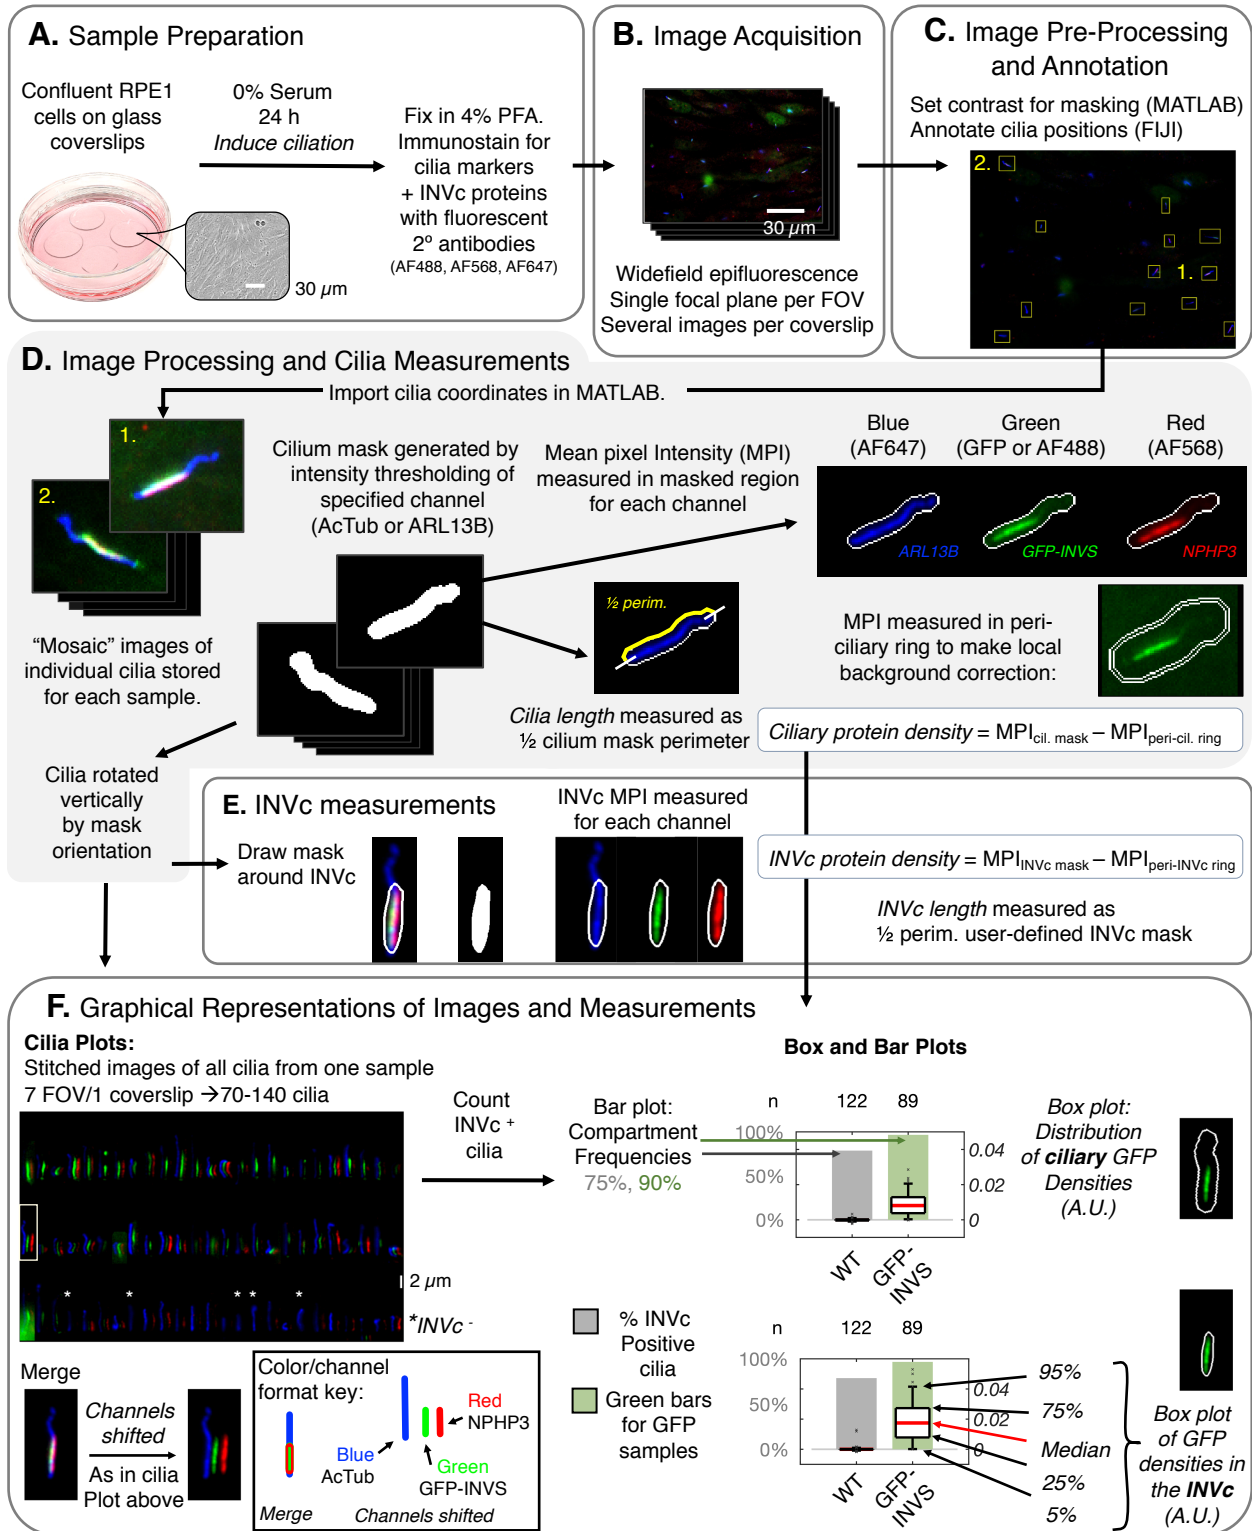 A. Sample Preparation
Confluent RPE1
cells on glass
coverslips
0% Serum
24 h
Induce ciliation
Fix in 4% PFA.
Immunostain for
cilia markers
+ INVc proteins
with fluorescent
2º antibodies
(AF488, AF568, AF647)
30 µm
B. Image Acquisition
30 µm
Widefield epifluorescence
Single focal plane per FOV
Several images per coverslip
C. Image Pre-Processing
and Annotation
Set contrast for masking (MATLAB)
Annotate cilia positions (FIJI)
2.
1.
D. Image Processing and Cilia Measurements
Import cilia coordinates in MATLAB.
1.
2.
"Mosaic" images of
individual cilia stored
for each sample.
Cilium mask generated by
intensity thresholding of
specified channel
(AcTub or ARL13B)
Mean pixel Intensity (MPI)
measured in masked region
for each channel
Blue
(AF647)
Green
(GFP or AF488)
Red
(AF568)
ARL13B
GFP-INVS
NPHP3
½ perim.
Cilia length measured as
½ cilium mask perimeter
MPI measured in peri-
ciliary ring to make local
background correction:
Ciliary protein density = MPIcil. mask – MPIperi-cil. ring
Cilia rotated
vertically
by mask
orientation
E. INVc measurements
Draw mask
around INVc
INVc MPI measured
for each channel
INVc protein density = MPIINVc mask – MPIperi-INVc ring
INVc length measured as
½ perim. user-defined INVc mask
F. Graphical Representations of Images and Measurements
Cilia Plots:
Stitched images of all cilia from one sample
7 FOV/1 coverslip →70-140 cilia
* * * * *
2 µm
*INVc -
Count
INVc +
cilia
Bar plot:
Compartment
Frequencies
75%, 90%
Box and Bar Plots
n 122 89
100%
50%
0%
0.04
0.02
0
WT
GFP-
INVS
Box plot:
Distribution
of ciliary GFP
Densities
(A.U.)
% INVc
Positive
cilia
Green bars
for GFP
samples
n 122 89
100%
50%
0%
0.04
0.02
0
WT
GFP-
INVS
95%
75%
Median
25%
5%
Box plot
of GFP
densities in
the INVc
(A.U.)
Merge
Channels
shifted
As in cilia
Plot above
Color/channel
format key:
Red
NPHP3
Blue
AcTub
Green
GFP-INVS
Merge
Channels shifted